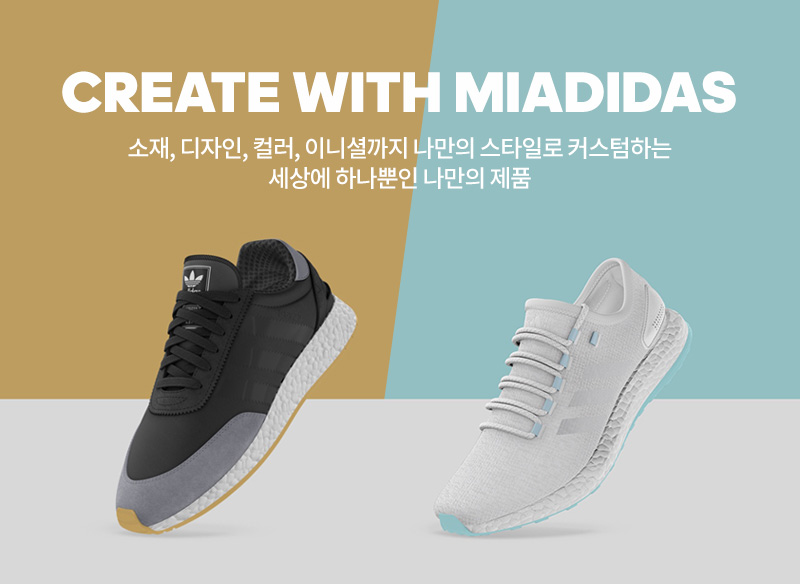 CREATE WITH MIADIDAS
소재, 디자인, 컬러, 이니셜까지 나만의 스타일로 커스텀하는
세상에 하나뿐인 나만의 제품